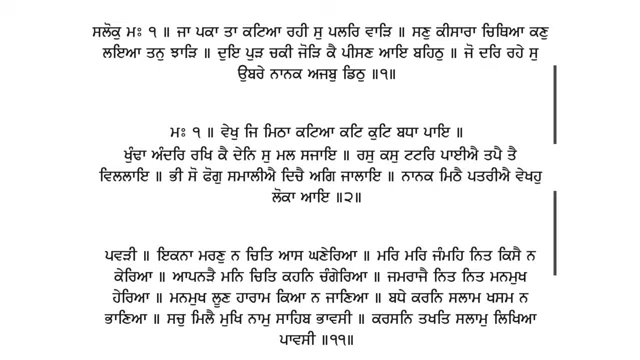 ਸਲੋਕੁ ਮਃ ੧ ॥ ਜਾ ਪਕਾ ਤਾ ਕਟਿਆ ਰਹੀ ਸੁ ਪਲਰਿ ਵਾੜਿ ॥ ਸਣੁ ਕੀਸਾਰਾ ਚਿਥਿਆ ਕਣੁ
ਲਇਆ ਤਨੁ ਝਾੜਿ ॥ ਦੁਇ ਪੁੜ ਚਕੀ ਜੋੜਿ ਕੈ ਪੀਸਣ ਆਇ ਬਹਿਠੁ ॥ ਜੋ ਦਰਿ ਰਹੇ ਸੁ
ਉਬਰੇ ਨਾਨਕ ਅਜਬੁ ਡਿਠੁ ॥੧॥
ਮਃ ੧ ॥ ਵੇਖੁ ਜਿ ਮਿਠਾ ਕਟਿਆ ਕਟਿ ਕੁਟਿ ਬਧਾ ਪਾਇ ॥
ਖੁੰਢਾ ਅੰਦਰਿ ਰਖਿ ਕੈ ਦੇਨਿ ਸੁ ਮਲ ਸਜਾਇ ॥ ਰਸੁ ਕਸੁ ਟਟਰਿ ਪਾਈਐ ਤਪੈ ਤੈ
ਵਿਲਲਾਇ ॥ ਭੀ ਸੋ ਫੋਗੁ ਸਮਾਲੀਐ ਦਿਚੈ ਅਗਿ ਜਾਲਾਇ ॥ ਨਾਨਕ ਮਿਠੈ ਪਤਰੀਐ ਵੇਖਹੁ
ਲੋਕਾ ਆਇ ॥੨॥
ਪਵੜੀ ॥ ਇਕਨਾ ਮਰਣੁ ਨ ਚਿਤਿ ਆਸ ਘਣੇਰਿਆ ॥ ਮਰਿ ਮਰਿ ਜੰਮਹਿ ਨਿਤ ਕਿਸੈ ਨ
ਕੇਰਿਆ ॥ ਆਪਨੜੈ ਮਨਿ ਚਿਤਿ ਕਹਨਿ ਚੰਗੇਰਿਆ ॥ ਜਮਰਾਜੈ ਨਿਤ ਨਿਤ ਮਨਮੁਖ
ਹੇਰਿਆ ॥ ਮਨਮੁਖ ਲੂਣ ਹਾਰਾਮ ਕਿਆ ਨ ਜਾਣਿਆ ॥ ਬਧੇ ਕਰਨਿ ਸਲਾਮ ਖਸਮ ਨ
ਭਾਣਿਆ ॥ ਸਚੁ ਮਿਲੈ ਮੁਖਿ ਨਾਮੁ ਸਾਹਿਬ ਭਾਵਸੀ ॥ ਕਰਸਨਿ ਤਖਤਿ ਸਲਾਮੁ ਲਿਖਿਆ
ਪਾਵਸੀ ॥੧੧॥